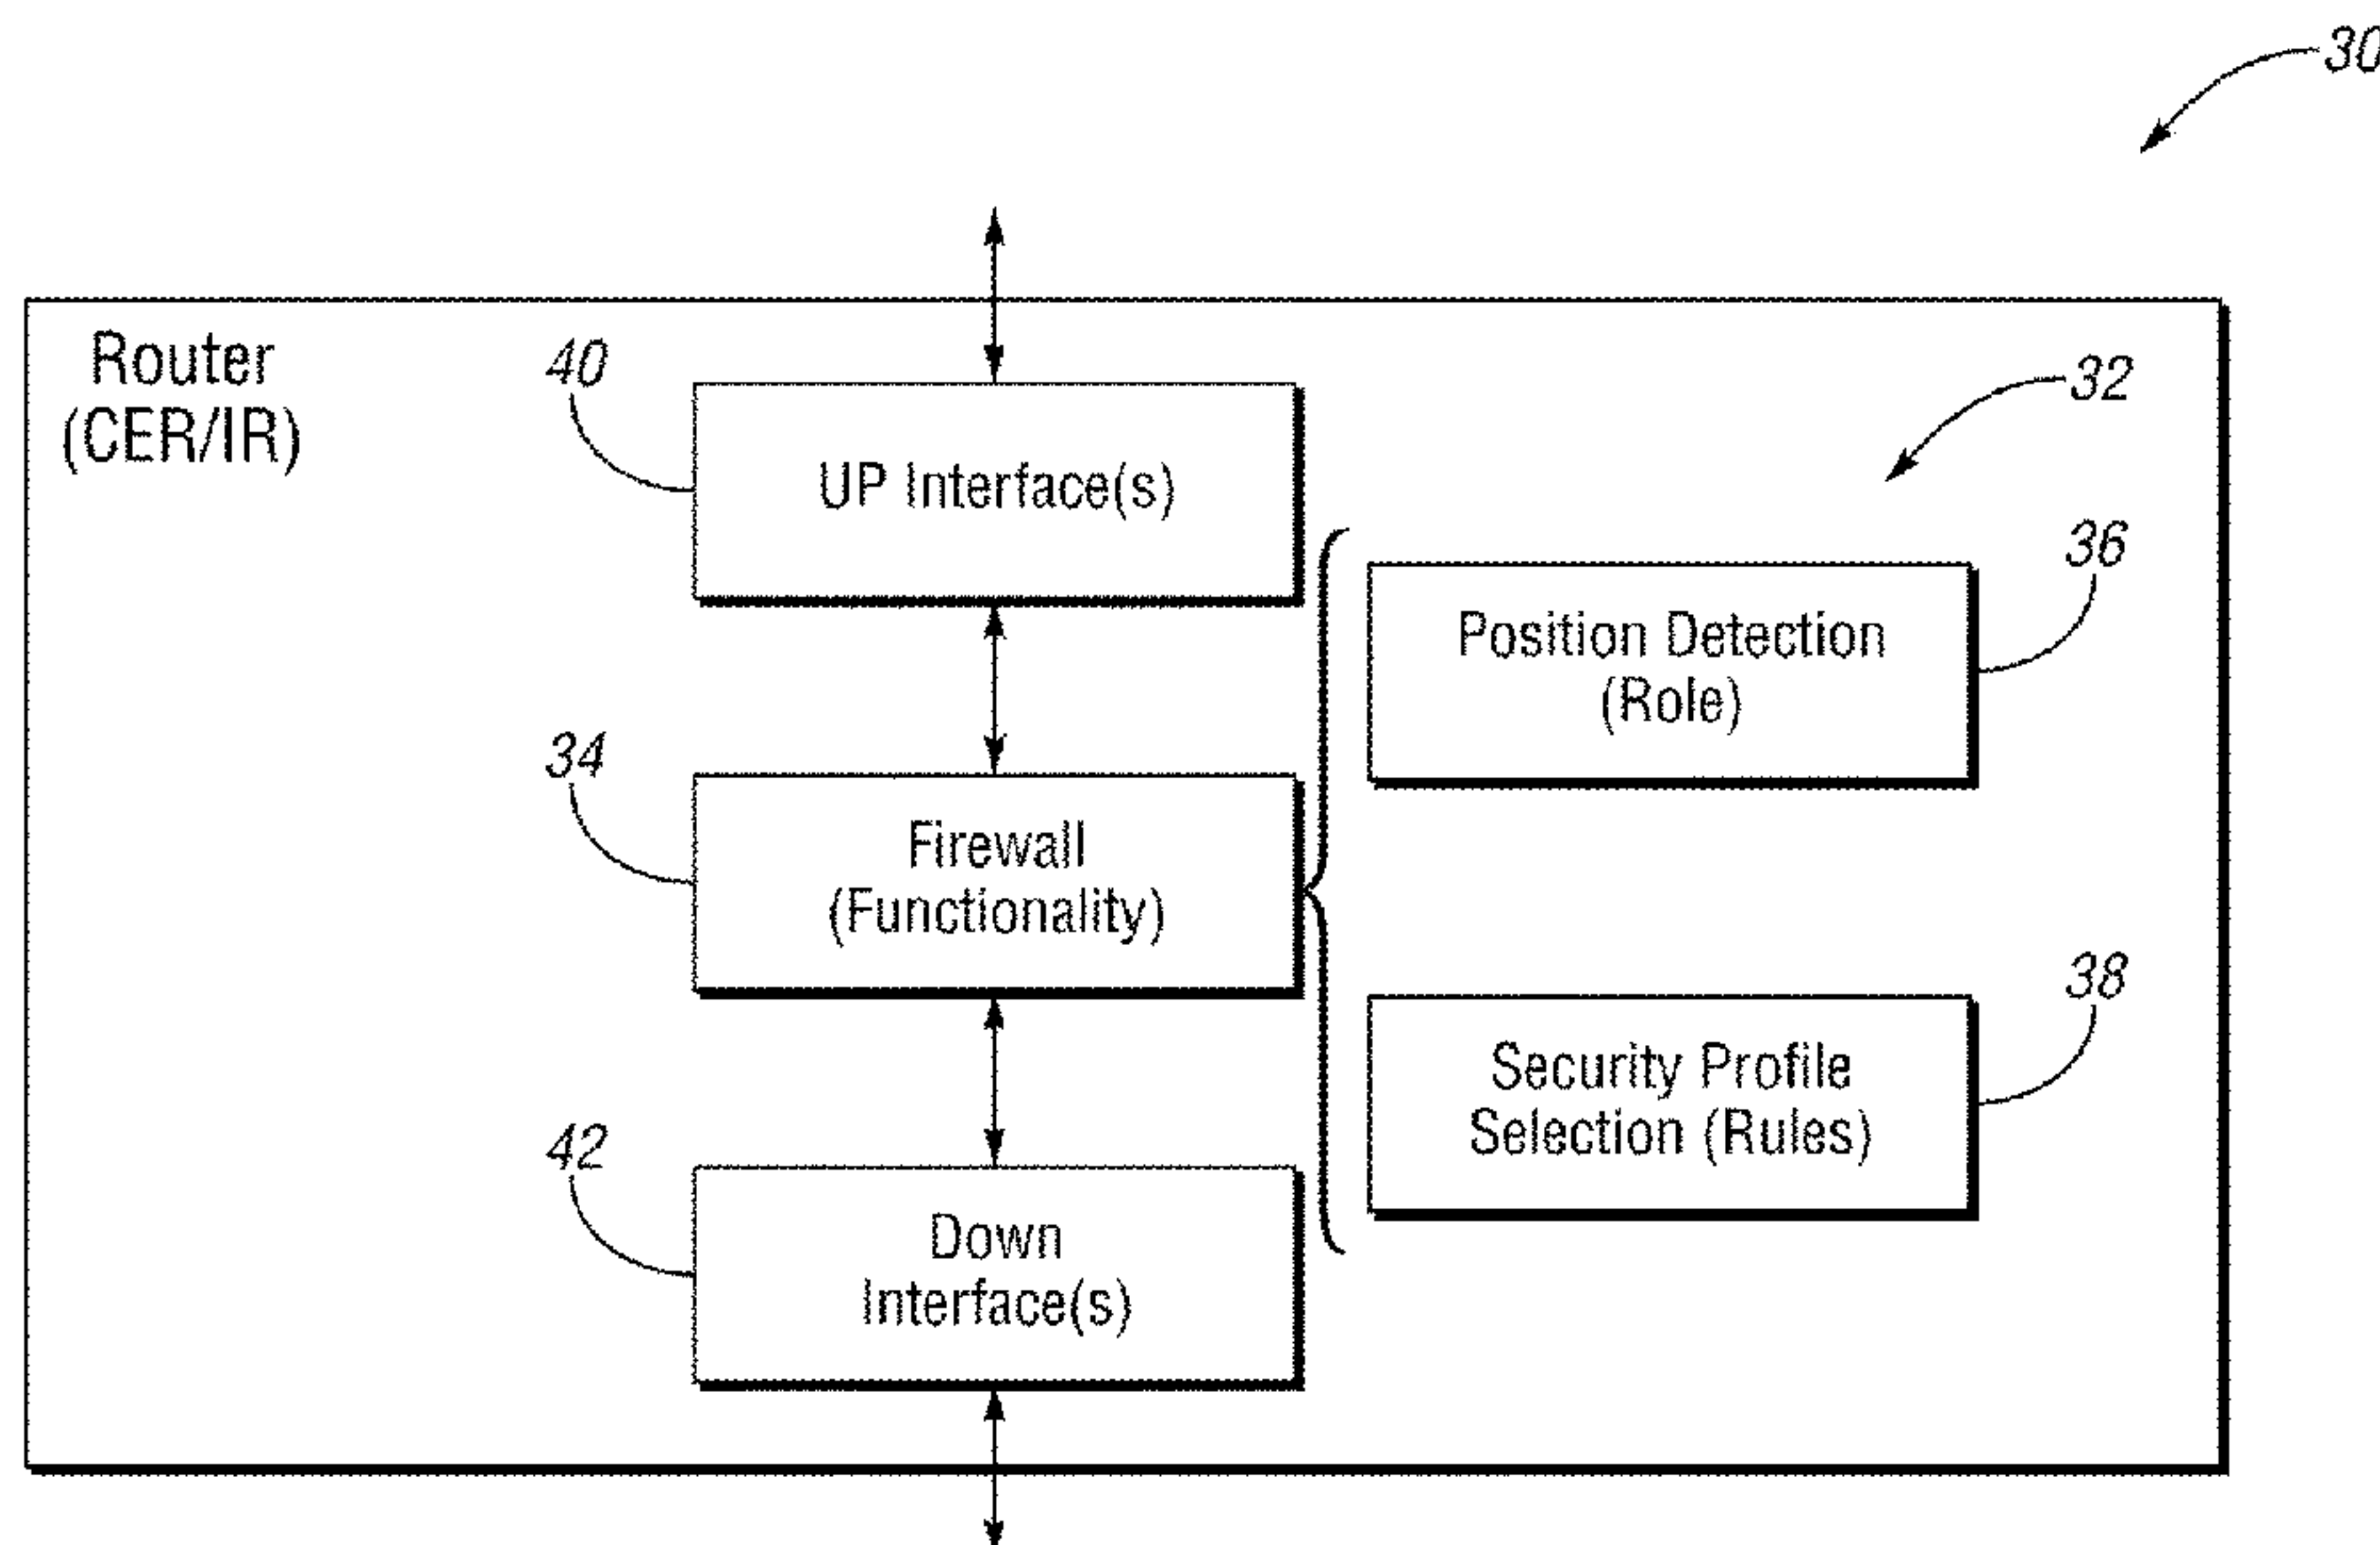 30
Router
(CER/IR)
40
UP Interface(s)
32
36
Position Detection
(Role)
34
Firewall
(Functionality)
38
Security Profile
Selection (Rules)
42
Down
Interface(s)